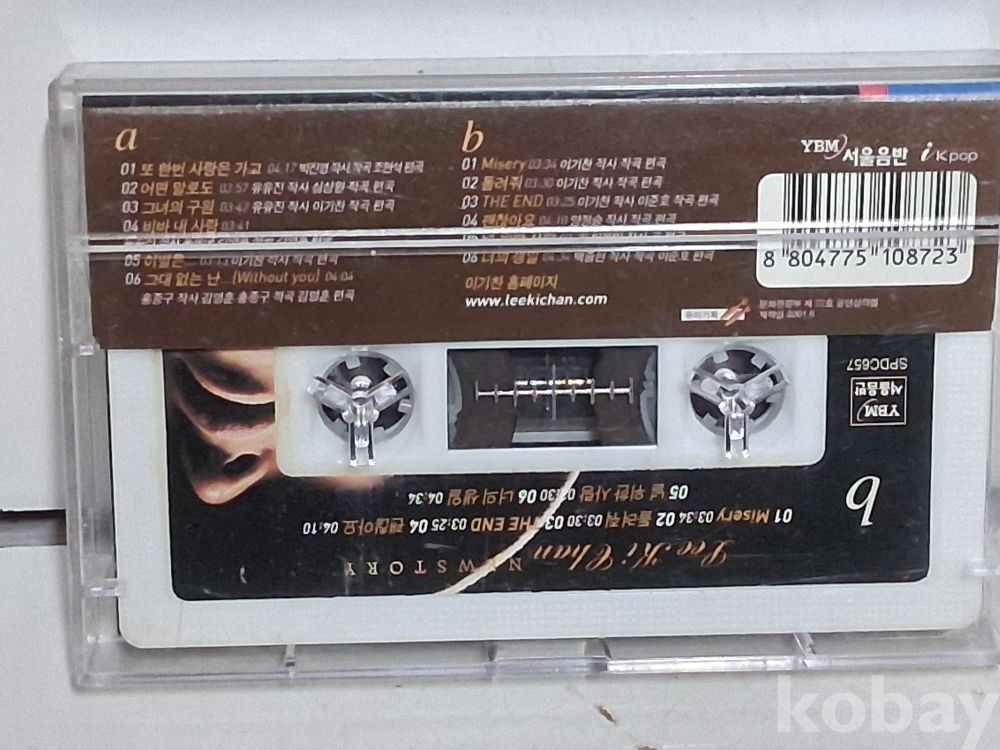 a
01 또 한번 사랑은 가고 04:17 박진영 작사 작곡 조현석 편곡
02 어떤 말로도 03:57 유유진 작사 심상원 작곡 편곡
03 그녀의 구원 03:47 유유진 작사 이기찬 작곡 편곡
04 비바 내 사랑 03:41
05 이별은...
06 그대 없는 난... (Without you) 04:04
홍종구 작사 김형훈 홍종구 작곡 김형훈 편곡
b
01 Misery 03:34 이기찬 작사 작곡 편곡
02 돌려줘 03:30 이기찬 작사 작곡 편곡
03 THE END 03:25 이기찬 작사 이준호 작곡 편곡
04 괜찮아요 04:10 양정승 작사 작곡 편곡
06 너의 생일 04:34 작사 작곡 이준호 편곡
이기찬 홈페이지
www.leekichan.com
YBM 서울음반 i Kpop
8 804775 108723
SPDC657
YBM 서울음반
b
05 널 위한 사랑 03:30 06 너의 생일 04:34
01 Misery 03:34 02 돌려줘 03:30 03 THE END 03:25 04 괜찮아요 04:10
Lee Ki Chan NEW STORY
kobay